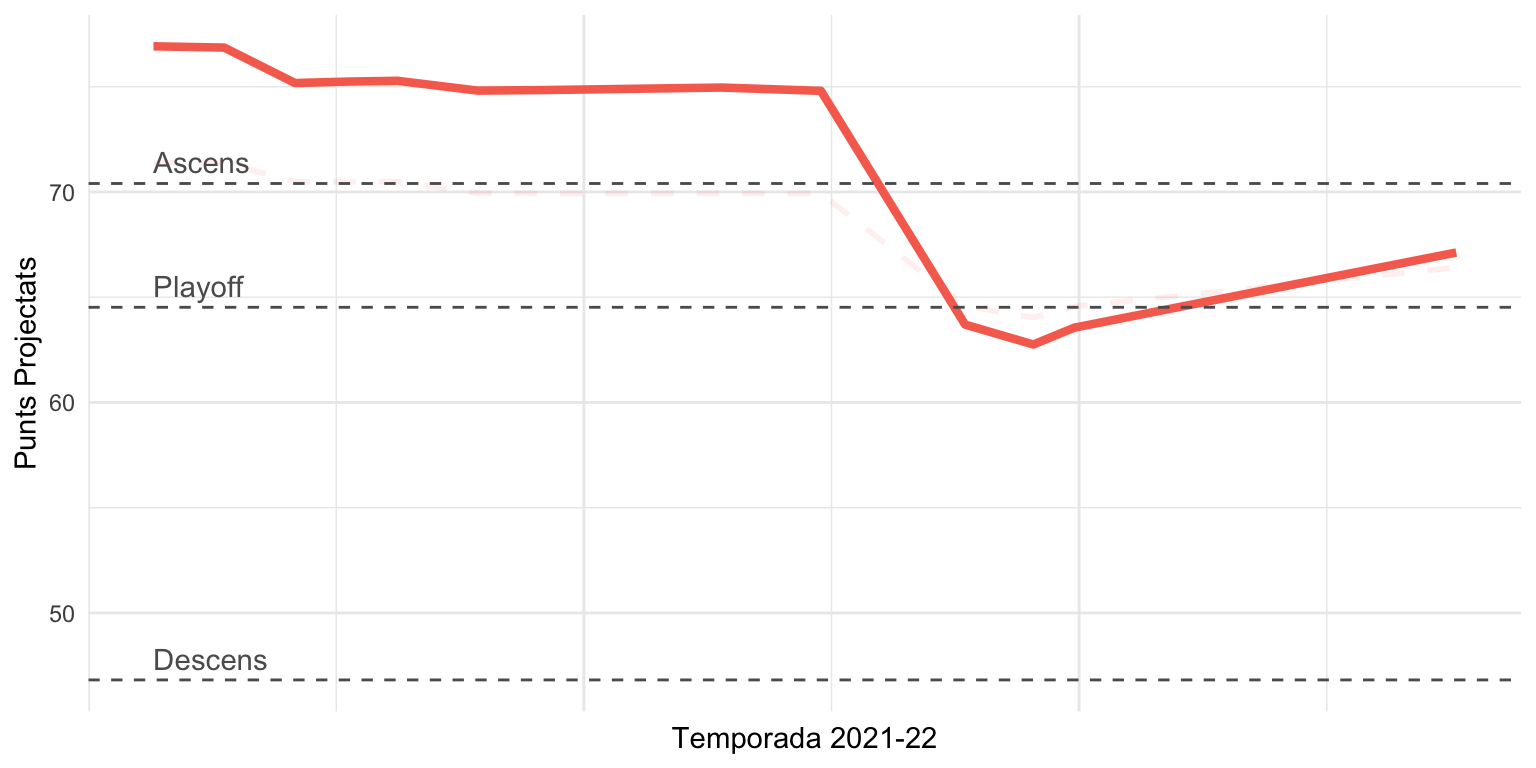 Ascens
70
Playoff
60
50
Descens
Punts Projectats
Temporada 2021-22